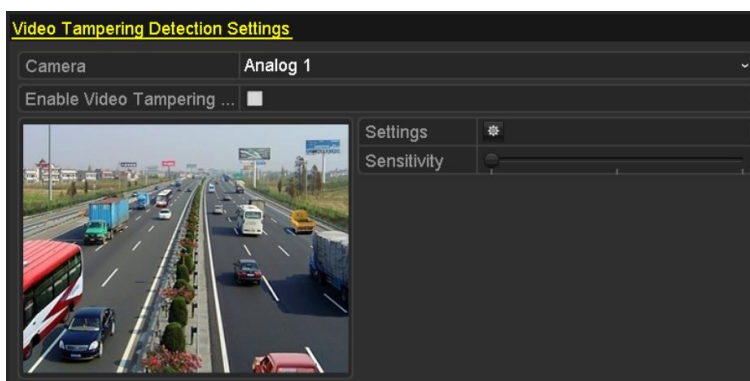 Video Tampering Detection Settings
Camera Analog 1
Enable Video Tampering ...
Settings
Sensitivity